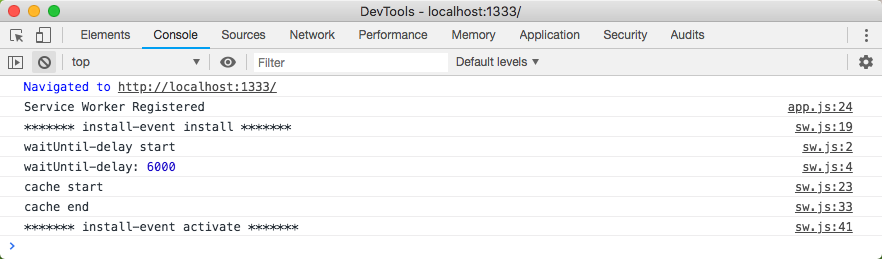 DevTools - localhost:1333/
Elements Console Sources Network Performance Memory Application Security Audits
top Filter Default levels
Navigated to http://localhost:1333/
Service Worker Registered app.js:24
******* install-event install ******* sw.js:19
waitUntil-delay start sw.js:2
waitUntil-delay: 6000 sw.js:4
cache start sw.js:23
cache end sw.js:33
******* install-event activate ******* sw.js:41